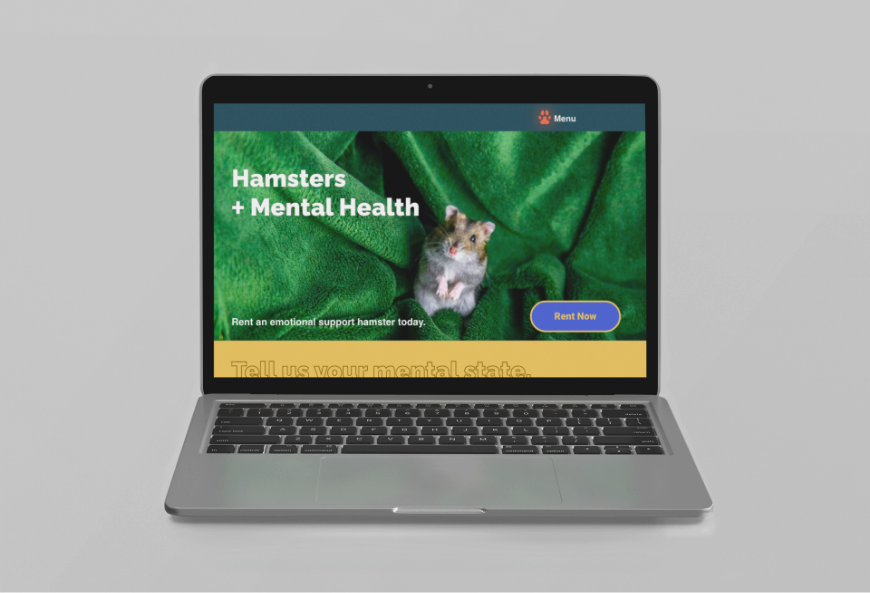 Menu
Hamsters
+ Mental Health
Rent an emotional support hamster today.
Rent Now
Tell us your mental state.